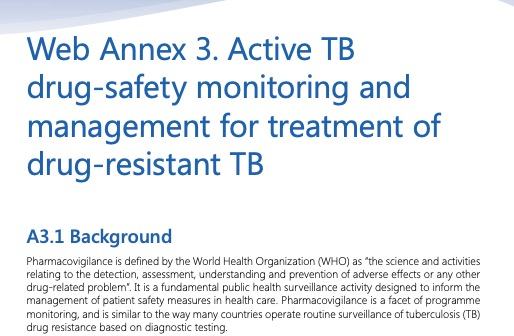 Web Annex 3. Active TB
drug-safety monitoring and
management for treatment of
drug-resistant TB
A3.1 Background
Pharmacovigilance is defined by the World Health Organization (WHO) as “the science and activities
relating to the detection, assessment, understanding and prevention of adverse effects or any other
drug-related problem”. It is a fundamental public health surveillance activity designed to inform the
management of patient safety measures in health care. Pharmacovigilance is a facet of programme
monitoring, and is similar to the way many countries operate routine surveillance of tuberculosis (TB)
drug resistance based on diagnostic testing.